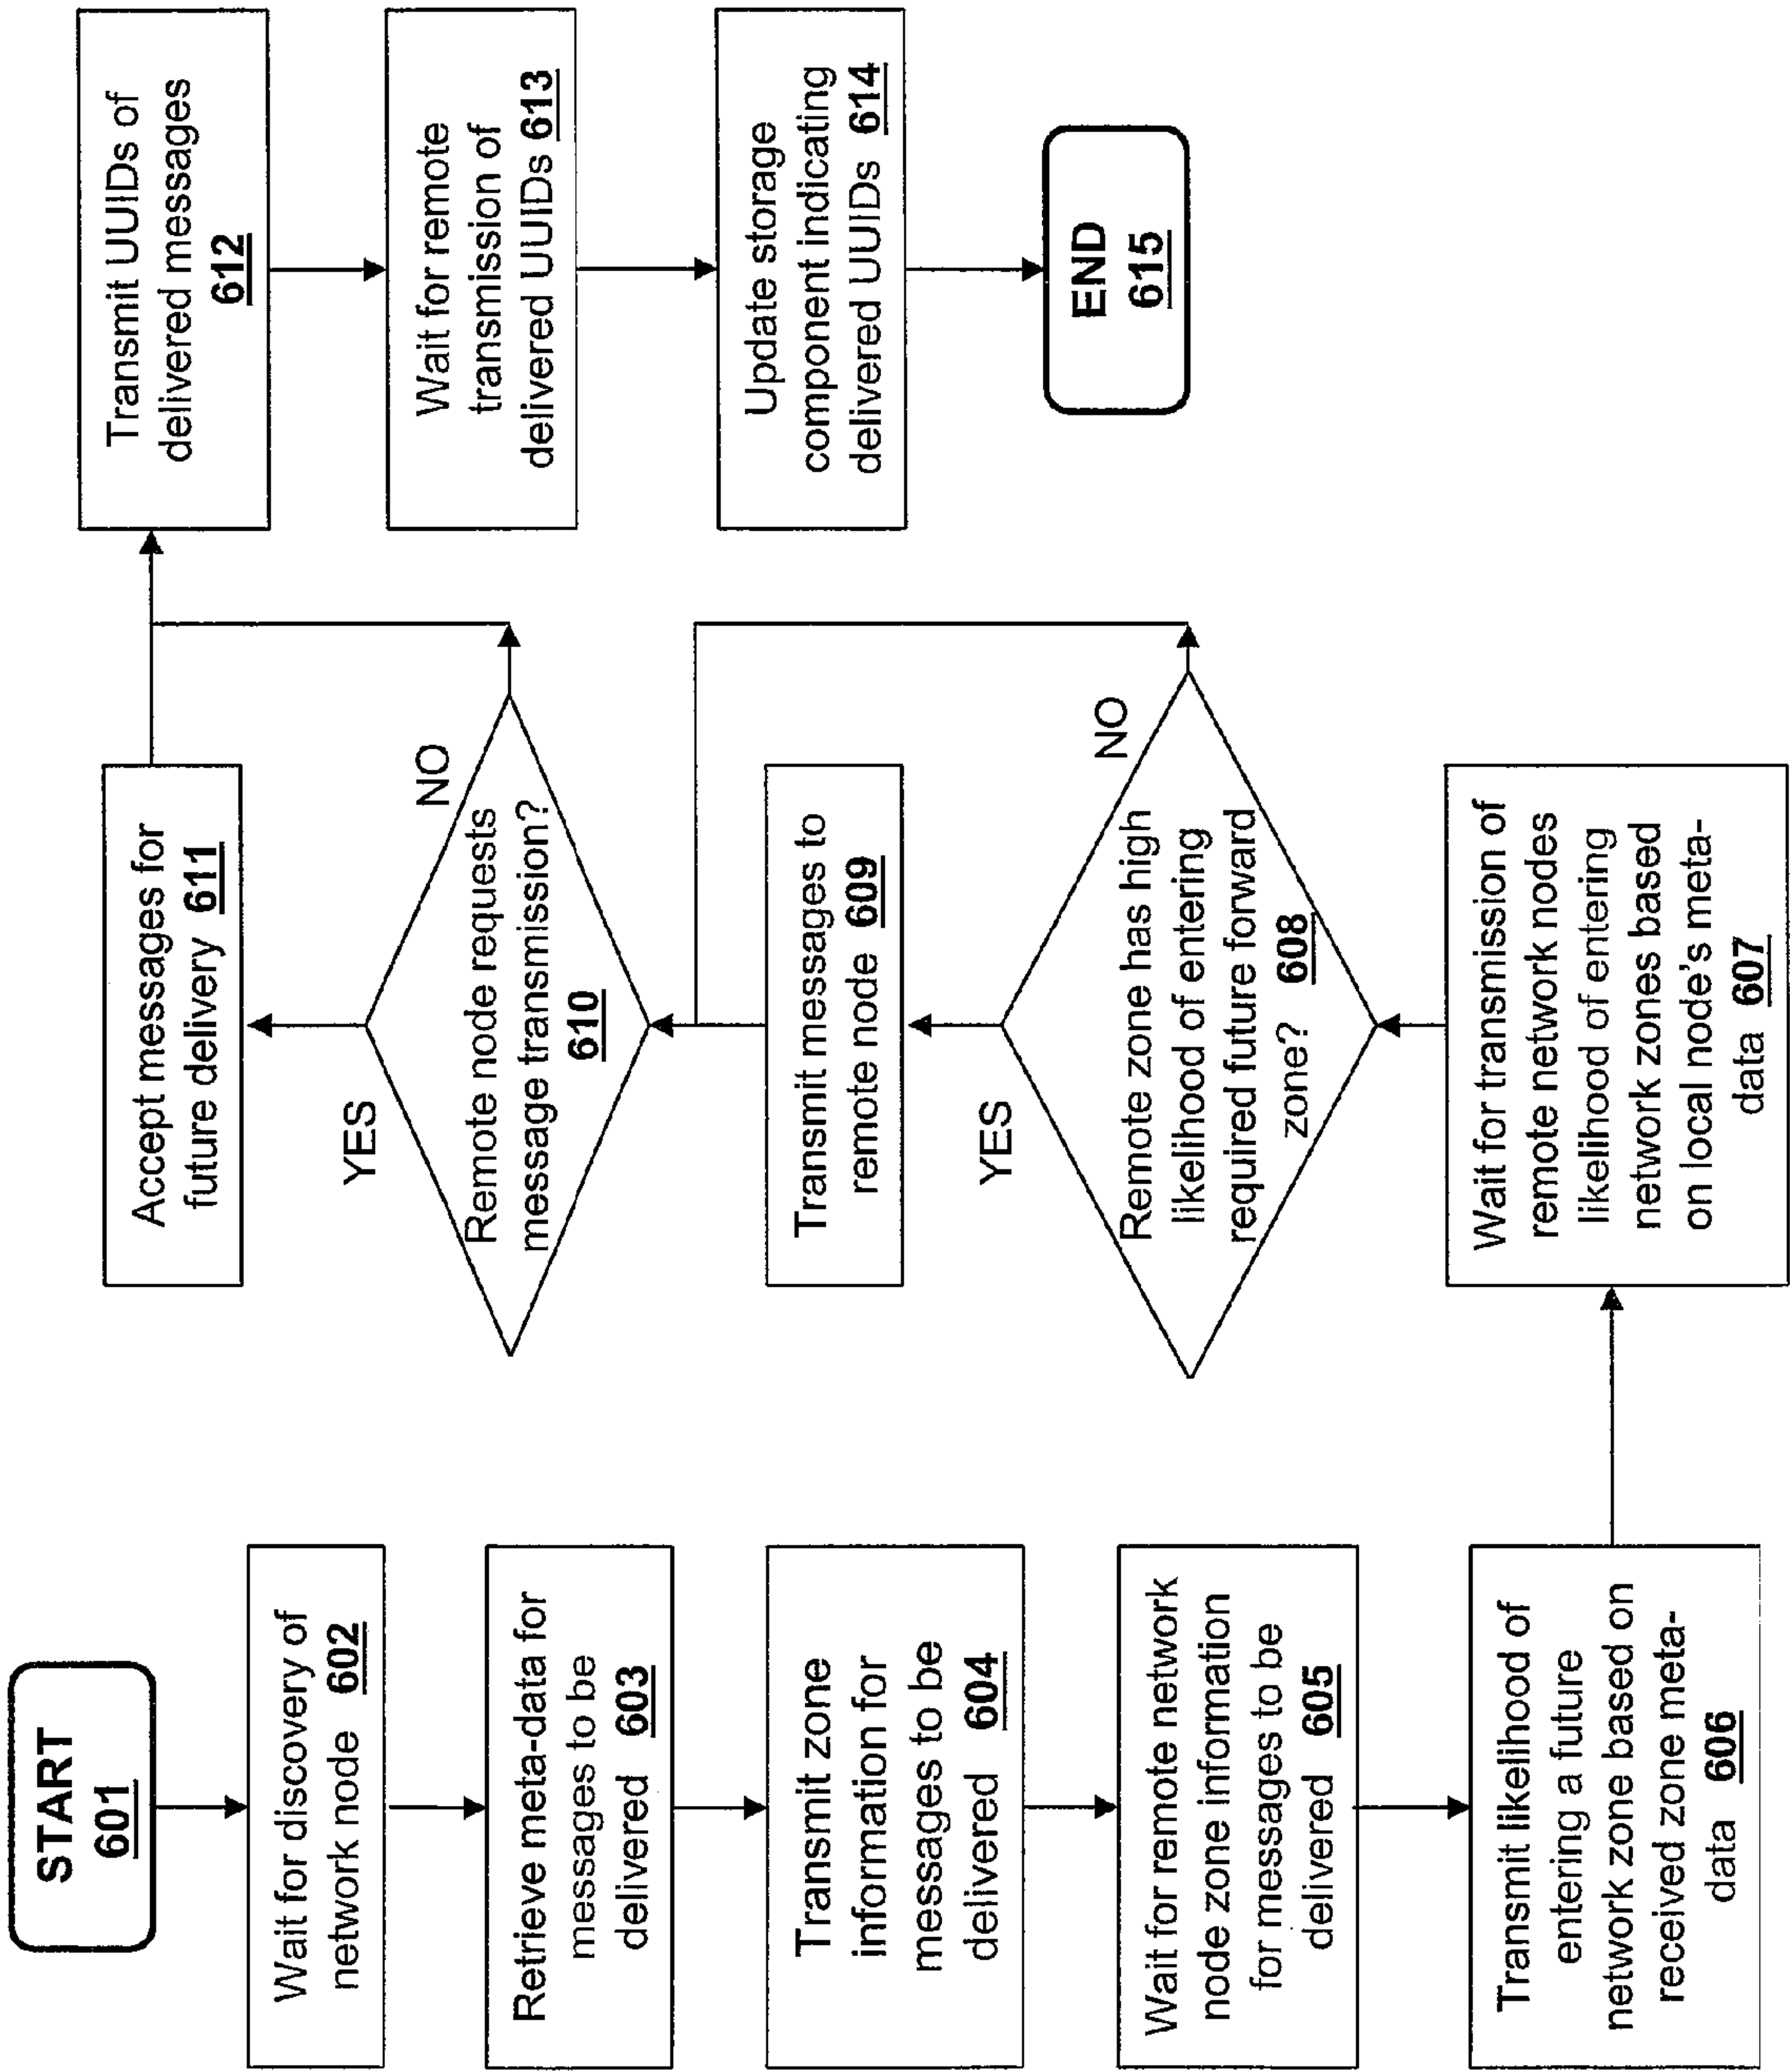 START
601
Wait for discovery of
network node 602
Retrieve meta-data for
messages to be
delivered 603
Transmit zone
information for
messages to be
delivered 604
Wait for remote network
node zone information
for messages to be
delivered 605
Transmit likelihood of
entering a future
network zone based on
received zone meta-
data 606
Wait for transmission of
remote network nodes
likelihood of entering
network zones based
on local node's meta-
data 607
Remote zone has high
likelihood of entering
required future forward
zone? 608
YES
NO
Transmit messages to
remote node 609
Remote node requests
message transmission?
610
YES
NO
Accept messages for
future delivery 611
Transmit UUIDs of
delivered messages
612
Wait for remote
transmission of
delivered UUIDs 613
Update storage
component indicating
delivered UUIDs 614
END
615